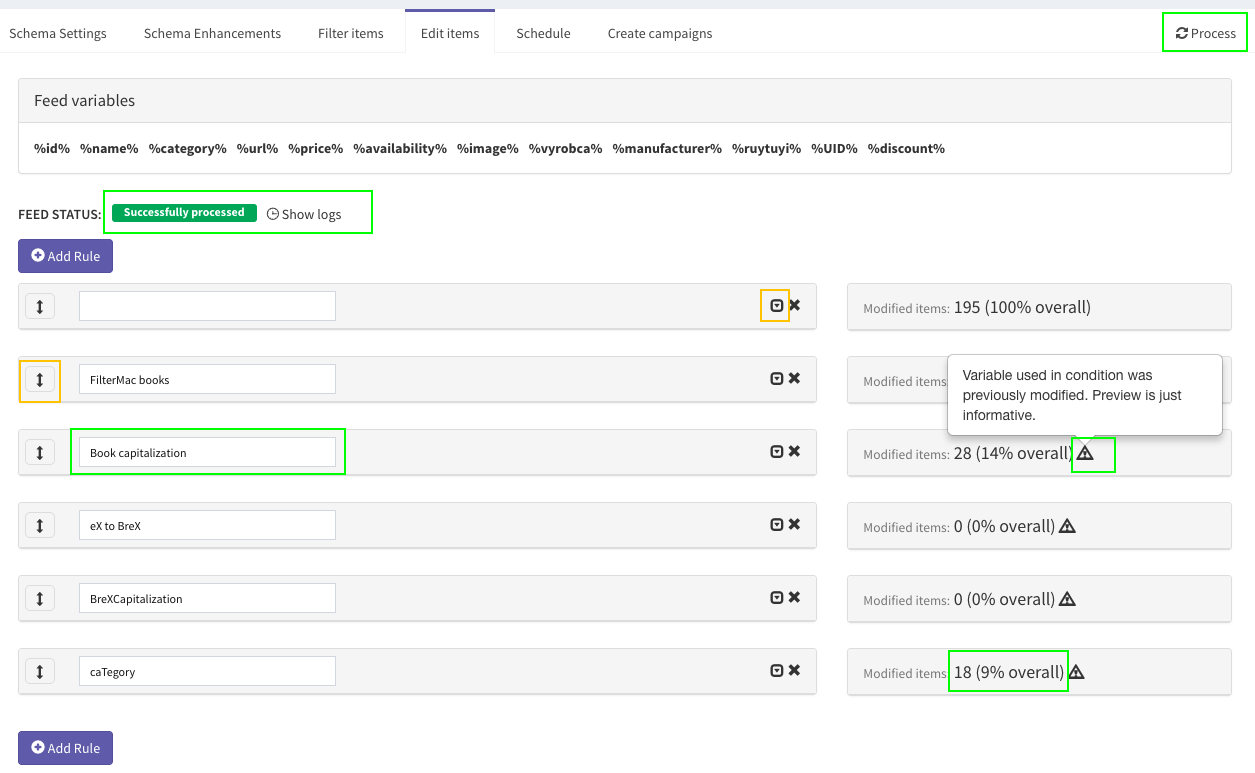 Schema Settings Schema Enhancements Filter items Edit items Schedule Create campaigns Process
Feed variables
%id% %name% %category% %url% %price% %availability% %image% %vyrobca% %manufacturer% %ruytuyi% %UID% %discount%
FEED STATUS: Successfully processed Show logs
Add Rule
Modified items: 195 (100% overall)
FilterMac books
Modified items
Variable used in condition was
previously modified. Preview is just
informative.
Book capitalization
Modified items: 28 (14% overall)
eX to BreX
Modified items: 0 (0% overall)
BreXCapitalization
Modified items: 0 (0% overall)
caTegory
Modified items: 18 (9% overall)
Add Rule